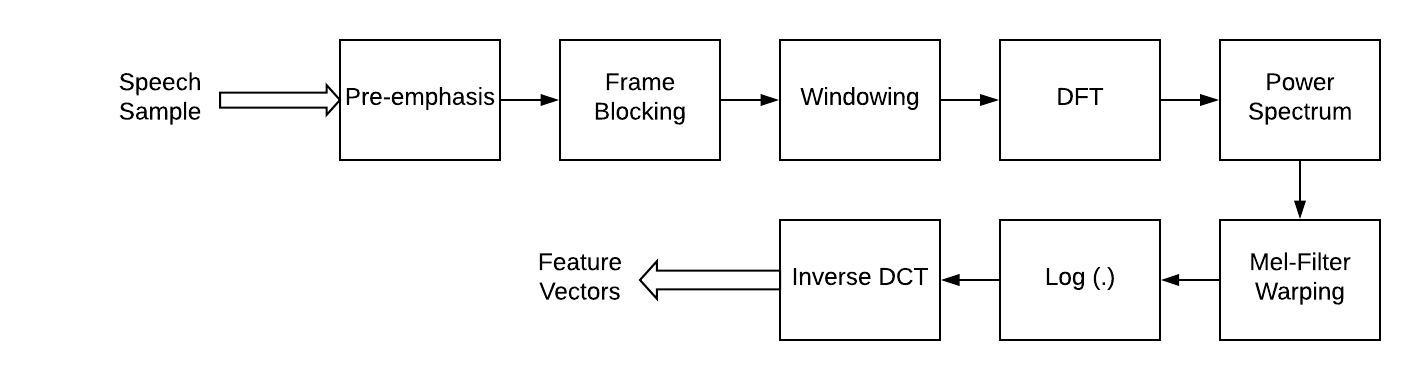 Speech
Sample
Pre-emphasis
Frame
Blocking
Windowing
DFT
Power
Spectrum
Mel-Filter
Warping
Log (.)
Inverse DCT
Feature
Vectors